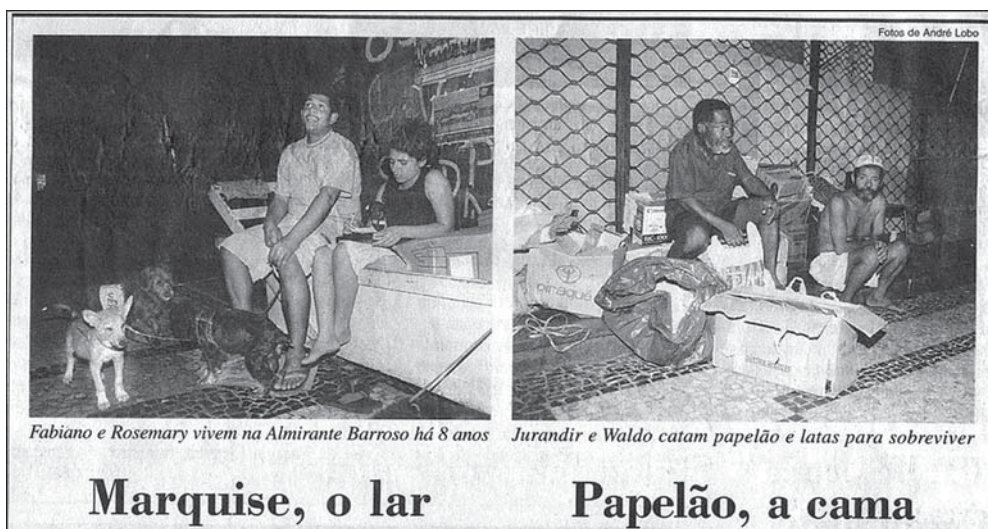 Fotos de André Lobo
piraquê
Fabiano e Rosemary vivem na Almirante Barroso há 8 anos
Jurandir e Waldo catam papelão e latas para sobreviver
Marquise, o lar
Papelão, a cama